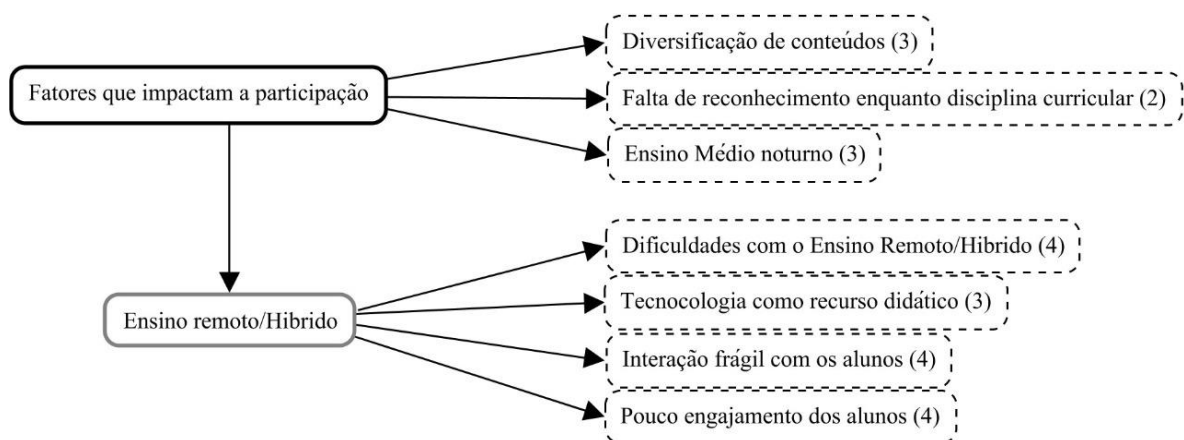 Diversificação de conteúdos (3)
Fatores que impactam a participação
Falta de reconhecimento enquanto disciplina curricular (2)
Ensino Médio noturno (3)
Dificuldades com o Ensino Remoto/Hibrido (4)
Tecnocologia como recurso didático (3)
Ensino remoto/Hibrido
Interação frágil com os alunos (4)
Pouco engajamento dos alunos (4)